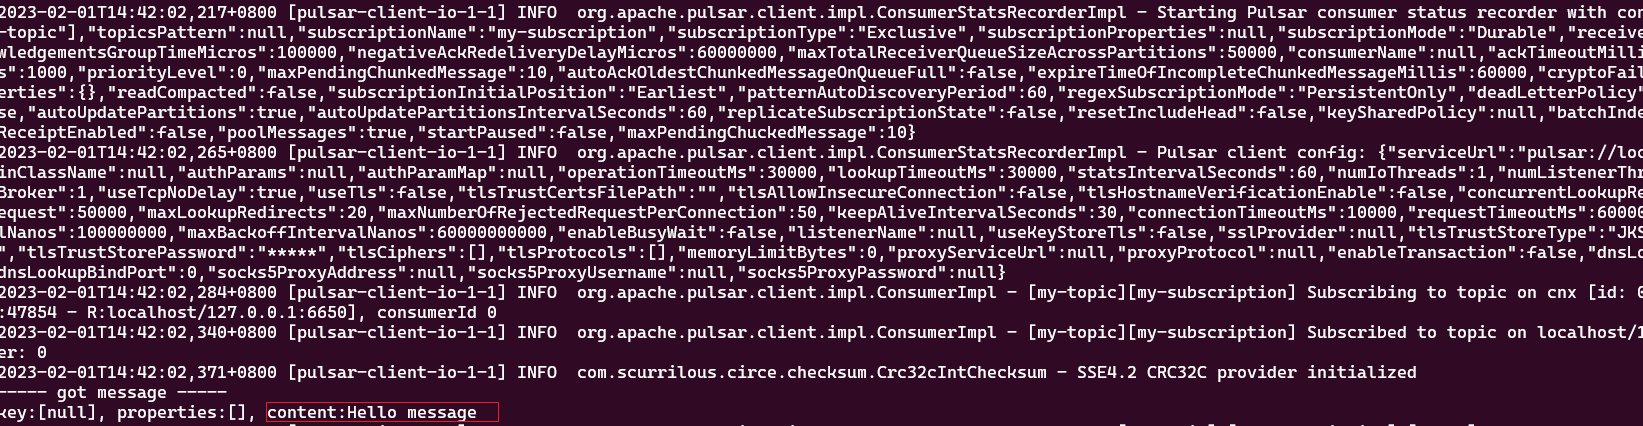 2023-02-01T14:42:02,217+0800 [pulsar-client-io-1-1] INFO  org.apache.pulsar.client.impl.ConsumerStatsRecorderImpl - Starting Pulsar consumer status recorder with con
-topic"],"topicsPattern":null,"subscriptionName":"my-subscription","subscriptionType":"Exclusive","subscriptionProperties":null,"subscriptionMode":"Durable","receive
wledgementsGroupTimeMicros":100000,"negativeAckRedeliveryDelayMicros":60000000,"maxTotalReceiverQueueSizeAcrossPartitions":50000,"consumerName":null,"ackTimeoutMilli
s":1000,"priorityLevel":0,"maxPendingChunkedMessage":10,"autoAckOldestChunkedMessageOnQueueFull":false,"expireTimeOfIncompleteChunkedMessageMillis":60000,"cryptoFail
erties":{},"readCompacted":false,"subscriptionInitialPosition":"Earliest","patternAutoDiscoveryPeriod":60,"regexSubscriptionMode":"PersistentOnly","deadLetterPolicy"
se,"autoUpdatePartitions":true,"autoUpdatePartitionsIntervalSeconds":60,"replicateSubscriptionState":false,"resetIncludeHead":false,"keySharedPolicy":null,"batchInde
ReceiptEnabled":false,"poolMessages":true,"startPaused":false,"maxPendingChuckedMessage":10}
2023-02-01T14:42:02,265+0800 [pulsar-client-io-1-1] INFO  org.apache.pulsar.client.impl.ConsumerStatsRecorderImpl - Pulsar client config: {"serviceUrl":"pulsar://loc
inClassName":null,"authParams":null,"authParamMap":null,"operationTimeoutMs":30000,"lookupTimeoutMs":30000,"statsIntervalSeconds":60,"numIoThreads":1,"numListenerThr
Broker":1,"useTcpNoDelay":true,"useTls":false,"tlsTrustCertsFilePath":"","tlsAllowInsecureConnection":false,"tlsHostnameVerificationEnable":false,"concurrentLookupRe
equest":50000,"maxLookupRedirects":20,"maxNumberOfRejectedRequestPerConnection":50,"keepAliveIntervalSeconds":30,"connectionTimeoutMs":10000,"requestTimeoutMs":60000
lNanos":100000000,"maxBackoffIntervalNanos":60000000000,"enableBusyWait":false,"listenerName":null,"useKeyStoreTls":false,"sslProvider":null,"tlsTrustStoreType":"JKS
","tlsTrustStorePassword":"*****","tlsCiphers":[],"tlsProtocols":[],"memoryLimitBytes":0,"proxyServiceUrl":null,"proxyProtocol":null,"enableTransaction":false,"dnsLo
dnsLookupBindPort":0,"socks5ProxyAddress":null,"socks5ProxyUsername":null,"socks5ProxyPassword":null}
2023-02-01T14:42:02,284+0800 [pulsar-client-io-1-1] INFO  org.apache.pulsar.client.impl.ConsumerImpl - [my-topic][my-subscription] Subscribing to topic on cnx [id: 0
:47854 - R:localhost/127.0.0.1:6650], consumerId 0
2023-02-01T14:42:02,340+0800 [pulsar-client-io-1-1] INFO  org.apache.pulsar.client.impl.ConsumerImpl - [my-topic][my-subscription] Subscribed to topic on localhost/1
er: 0
2023-02-01T14:42:02,371+0800 [pulsar-client-io-1-1] INFO  com.scurrilous.circe.checksum.Crc32cIntChecksum - SSE4.2 CRC32C provider initialized
----- got message -----
key:[null], properties:[], content:Hello message